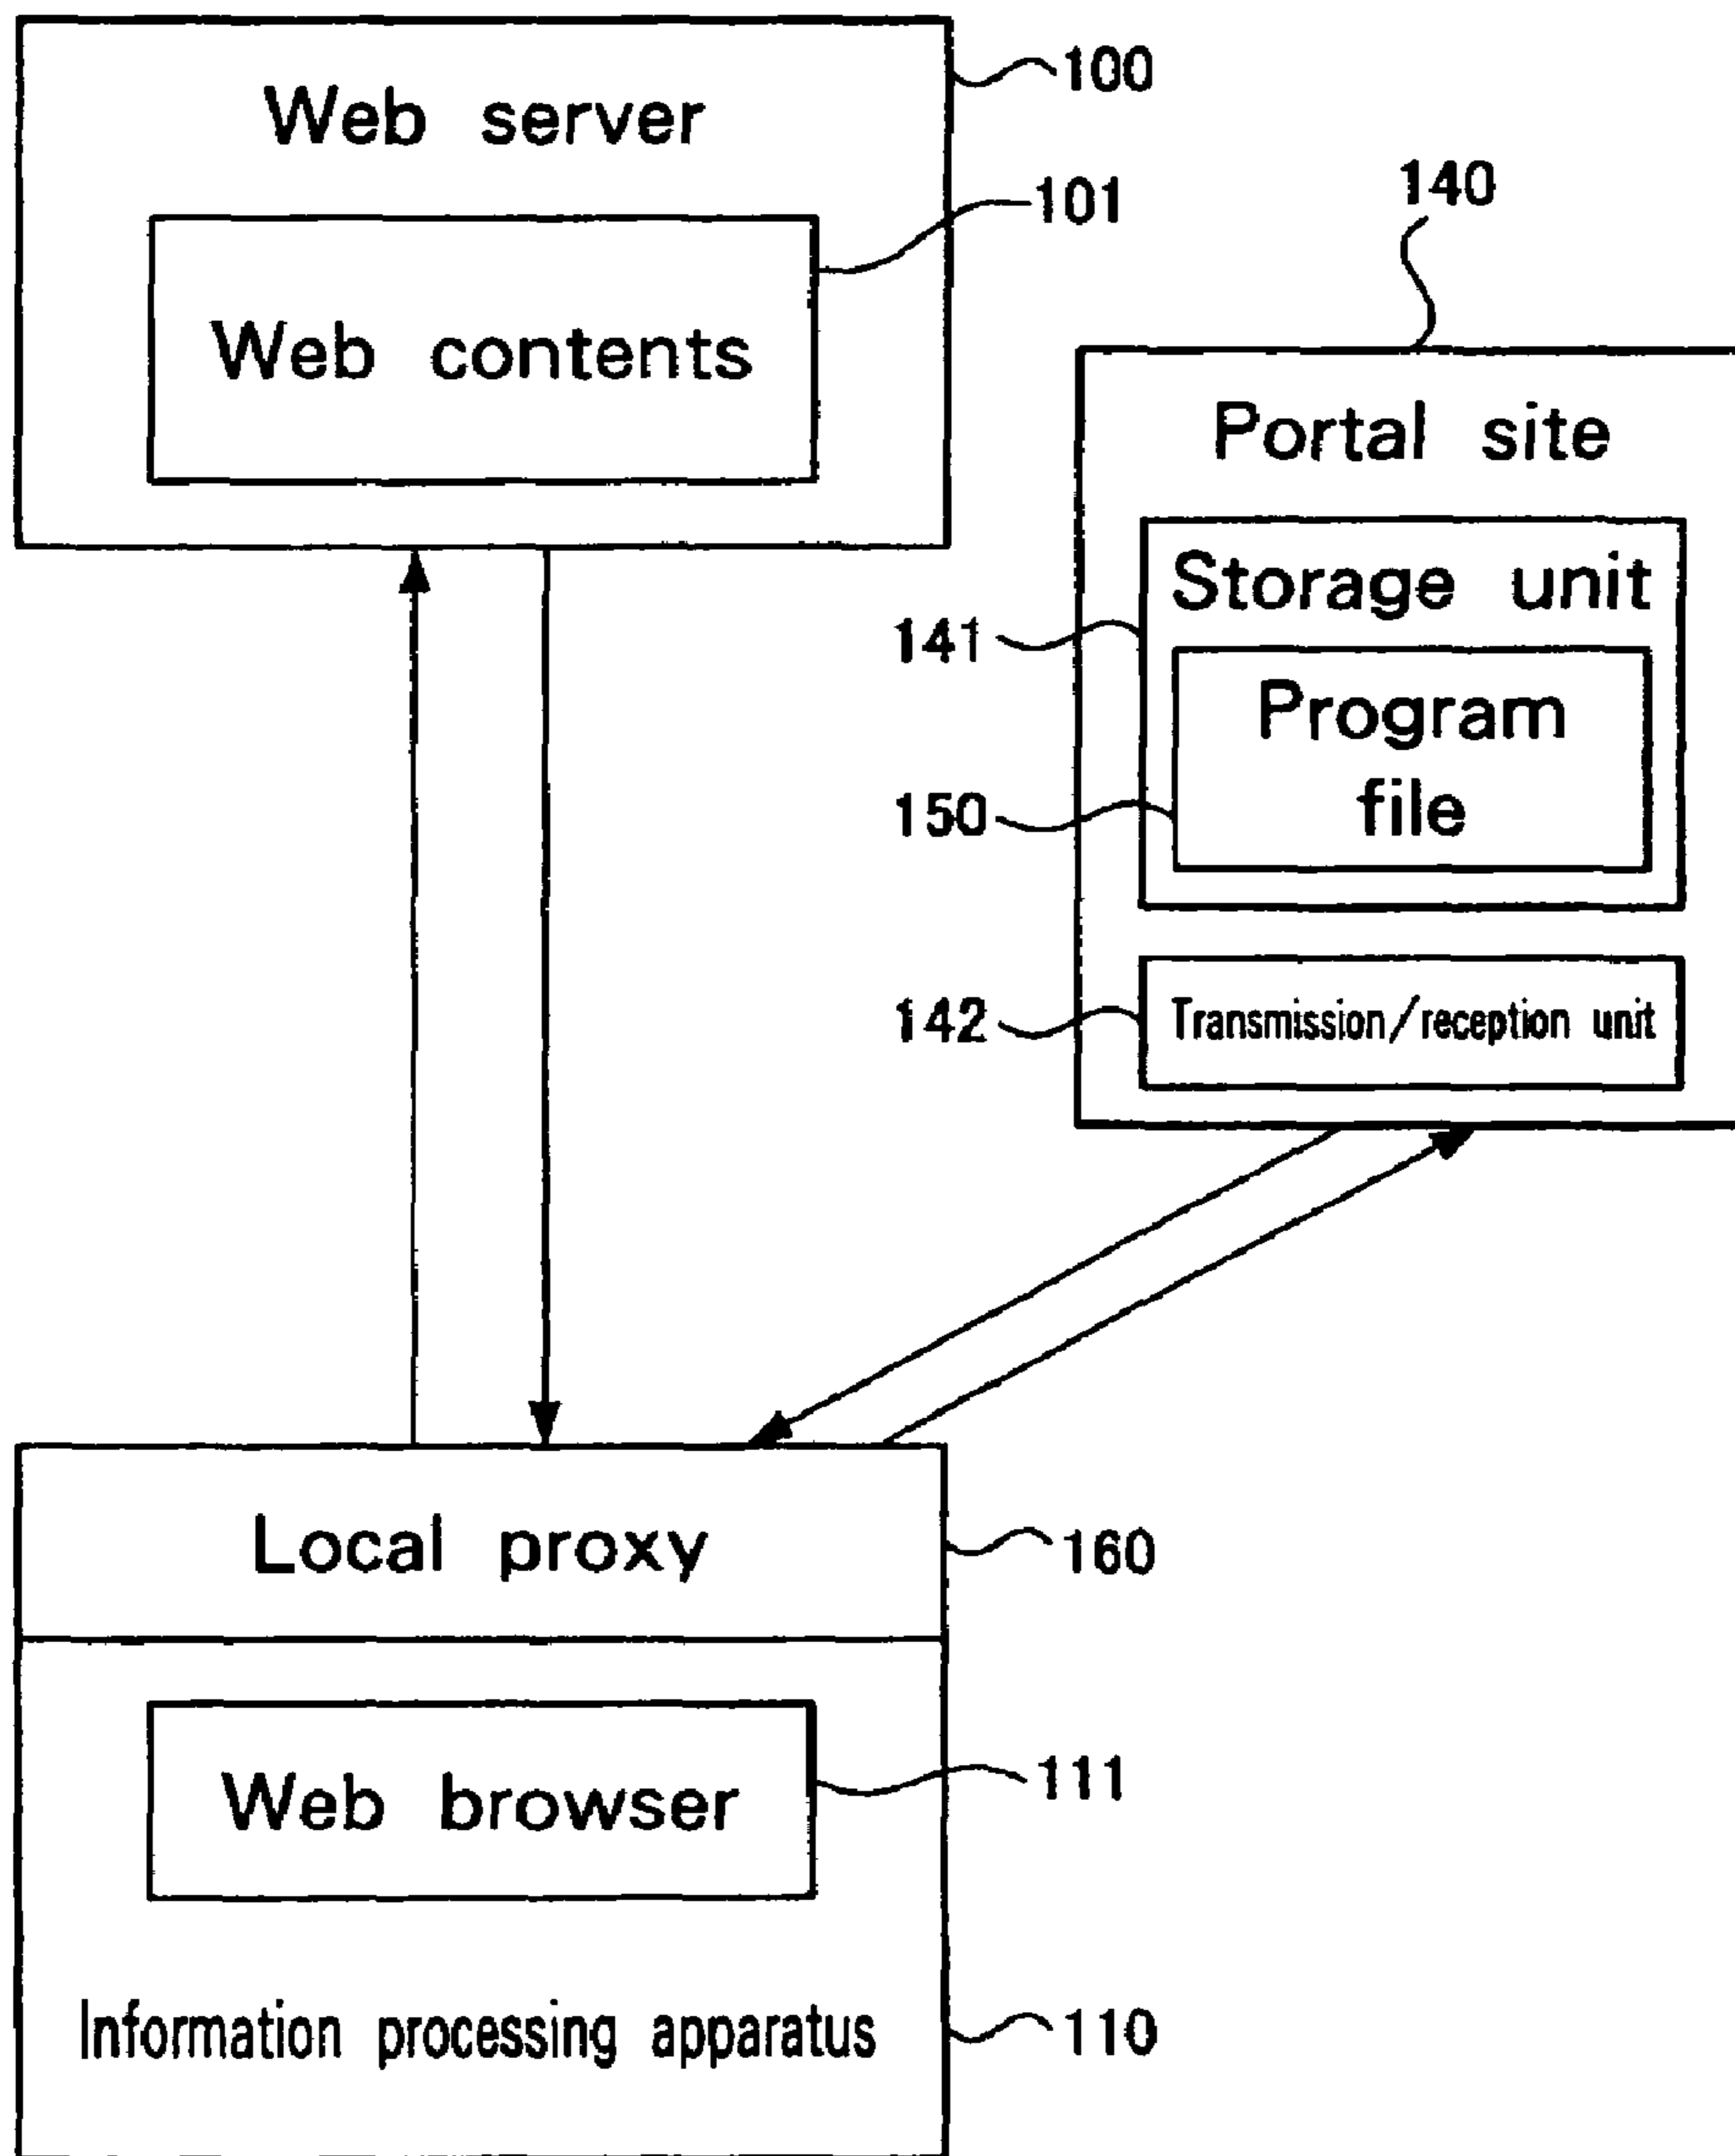 Web server
100
101
Web contents
140
Portal site
Storage unit
141
Program
file
150
142
Transmission/reception unit
Local proxy
160
Web browser
111
Information processing apparatus
110